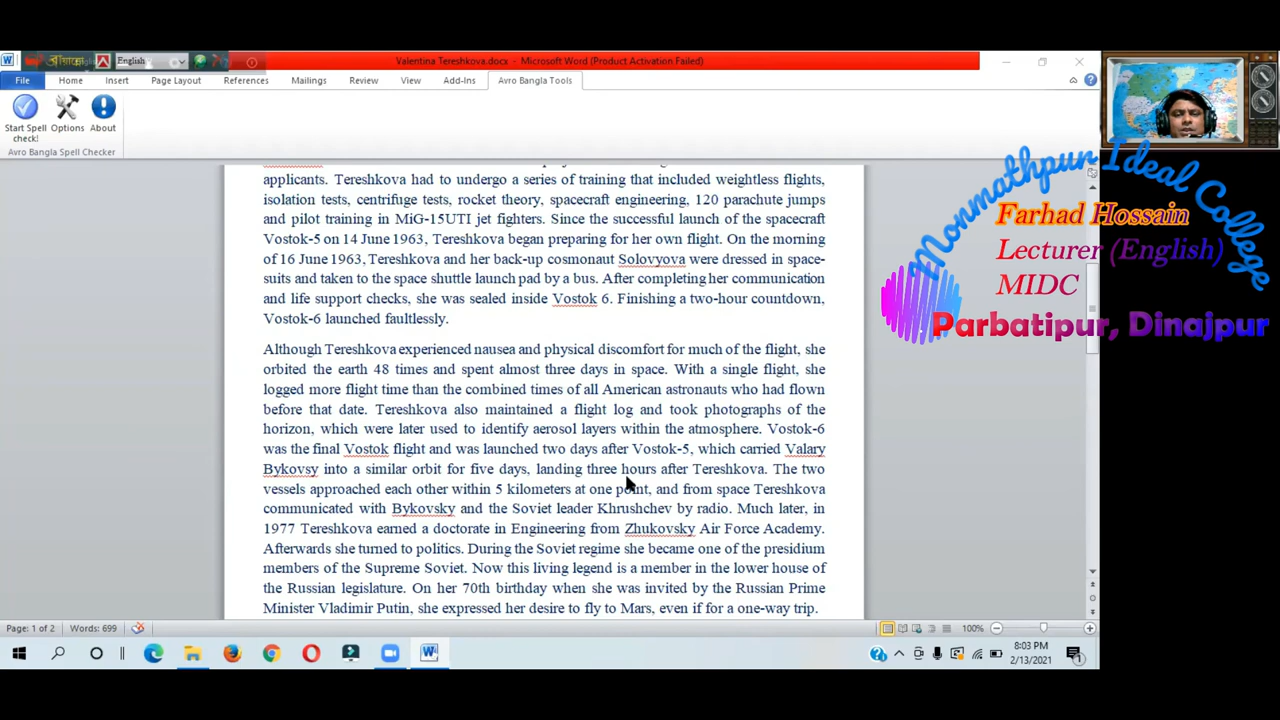 English
Valentina Tereshkova.docx - Microsoft Word (Product Activation Failed)
File Home Insert Page Layout References Mailings Review View Add-Ins Avro Bangla Tools
Start Spell check! Options About
Avro Bangla Spell Checker
applicants. Tereshkova had to undergo a series of training that included weightless flights,
isolation tests, centrifuge tests, rocket theory, spacecraft engineering, 120 parachute jumps
and pilot training in MiG-15UTI jet fighters. Since the successful launch of the spacecraft
Vostok-5 on 14 June 1963, Tereshkova began preparing for her own flight. On the morning
of 16 June 1963, Tereshkova and her back-up cosmonaut Solovyova were dressed in space-
suits and taken to the space shuttle launch pad by a bus. After completing her communication
and life support checks, she was sealed inside Vostok 6. Finishing a two-hour countdown,
Vostok-6 launched faultlessly.
Although Tereshkova experienced nausea and physical discomfort for much of the flight, she
orbited the earth 48 times and spent almost three days in space. With a single flight, she
logged more flight time than the combined times of all American astronauts who had flown
before that date. Tereshkova also maintained a flight log and took photographs of the
horizon, which were later used to identify aerosol layers within the atmosphere. Vostok-6
was the final Vostok flight and was launched two days after Vostok-5, which carried Valary
Bykovsy into a similar orbit for five days, landing three hours after Tereshkova. The two
vessels approached each other within 5 kilometers at one point, and from space Tereshkova
communicated with Bykovsky and the Soviet leader Khrushchev by radio. Much later, in
1977 Tereshkova earned a doctorate in Engineering from Zhukovsky Air Force Academy.
Afterwards she turned to politics. During the Soviet regime she became one of the presidium
members of the Supreme Soviet. Now this living legend is a member in the lower house of
the Russian legislature. On her 70th birthday when she was invited by the Russian Prime
Minister Vladimir Putin, she expressed her desire to fly to Mars, even if for a one-way trip.
Page: 1 of 2 Words: 699 100%
8:03 PM
2/13/2021
Monmathpur Ideal College
Farhad Hossain
Lecturer (English)
MIDC
Parbatipur, Dinajpur